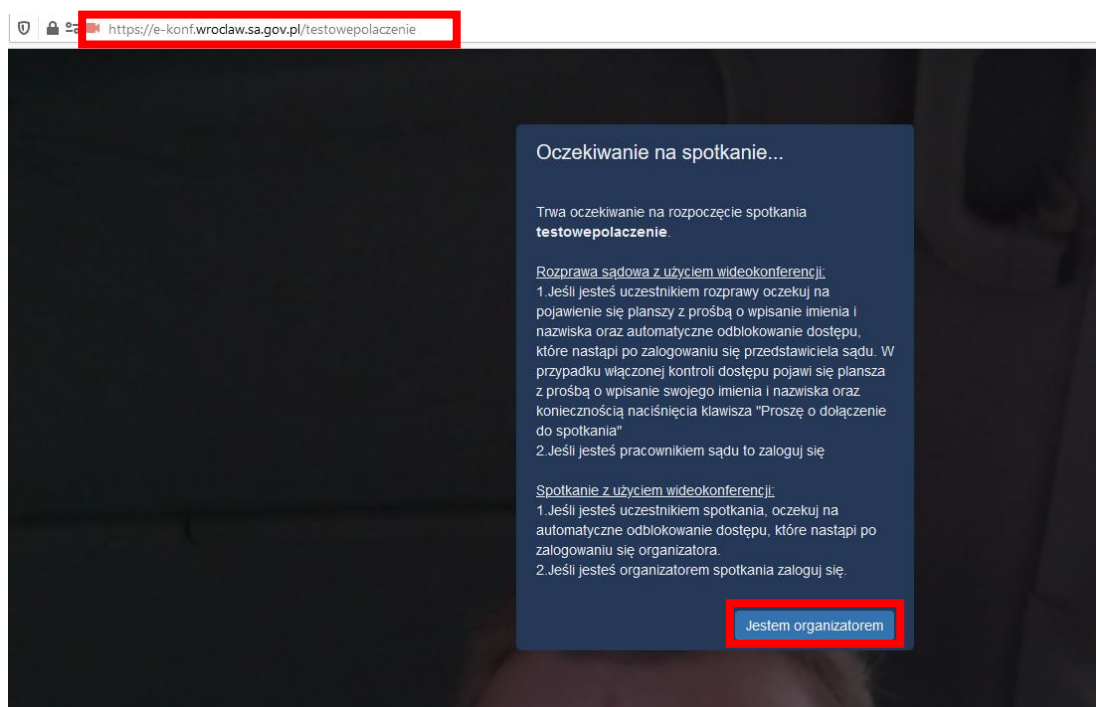 https://e-konf.wroclaw.sa.gov.pl/testowepolaczenie
Oczekiwanie na spotkanie...
Trwa oczekiwanie na rozpoczęcie spotkania
testowepolaczenie.
Rozprawa sądowa z użyciem wideokonferencji:
1.Jeśli jesteś uczestnikiem rozprawy oczekuj na
pojawienie się planszy z prośbą o wpisanie imienia i
nazwiska oraz automatyczne odblokowanie dostępu,
które nastąpi po zalogowaniu się przedstawiciela sądu. W
przypadku włączonej kontroli dostępu pojawi się plansza
z prośbą o wpisanie swojego imienia i nazwiska oraz
koniecznością naciśnięcia klawisza "Proszę o dołączenie
do spotkania"
2.Jeśli jesteś pracownikiem sądu to zaloguj się
Spotkanie z użyciem wideokonferencji:
1.Jeśli jesteś uczestnikiem spotkania, oczekuj na
automatyczne odblokowanie dostępu, które nastąpi po
zalogowaniu się organizatora.
2.Jeśli jesteś organizatorem spotkania zaloguj się.
Jestem organizatorem